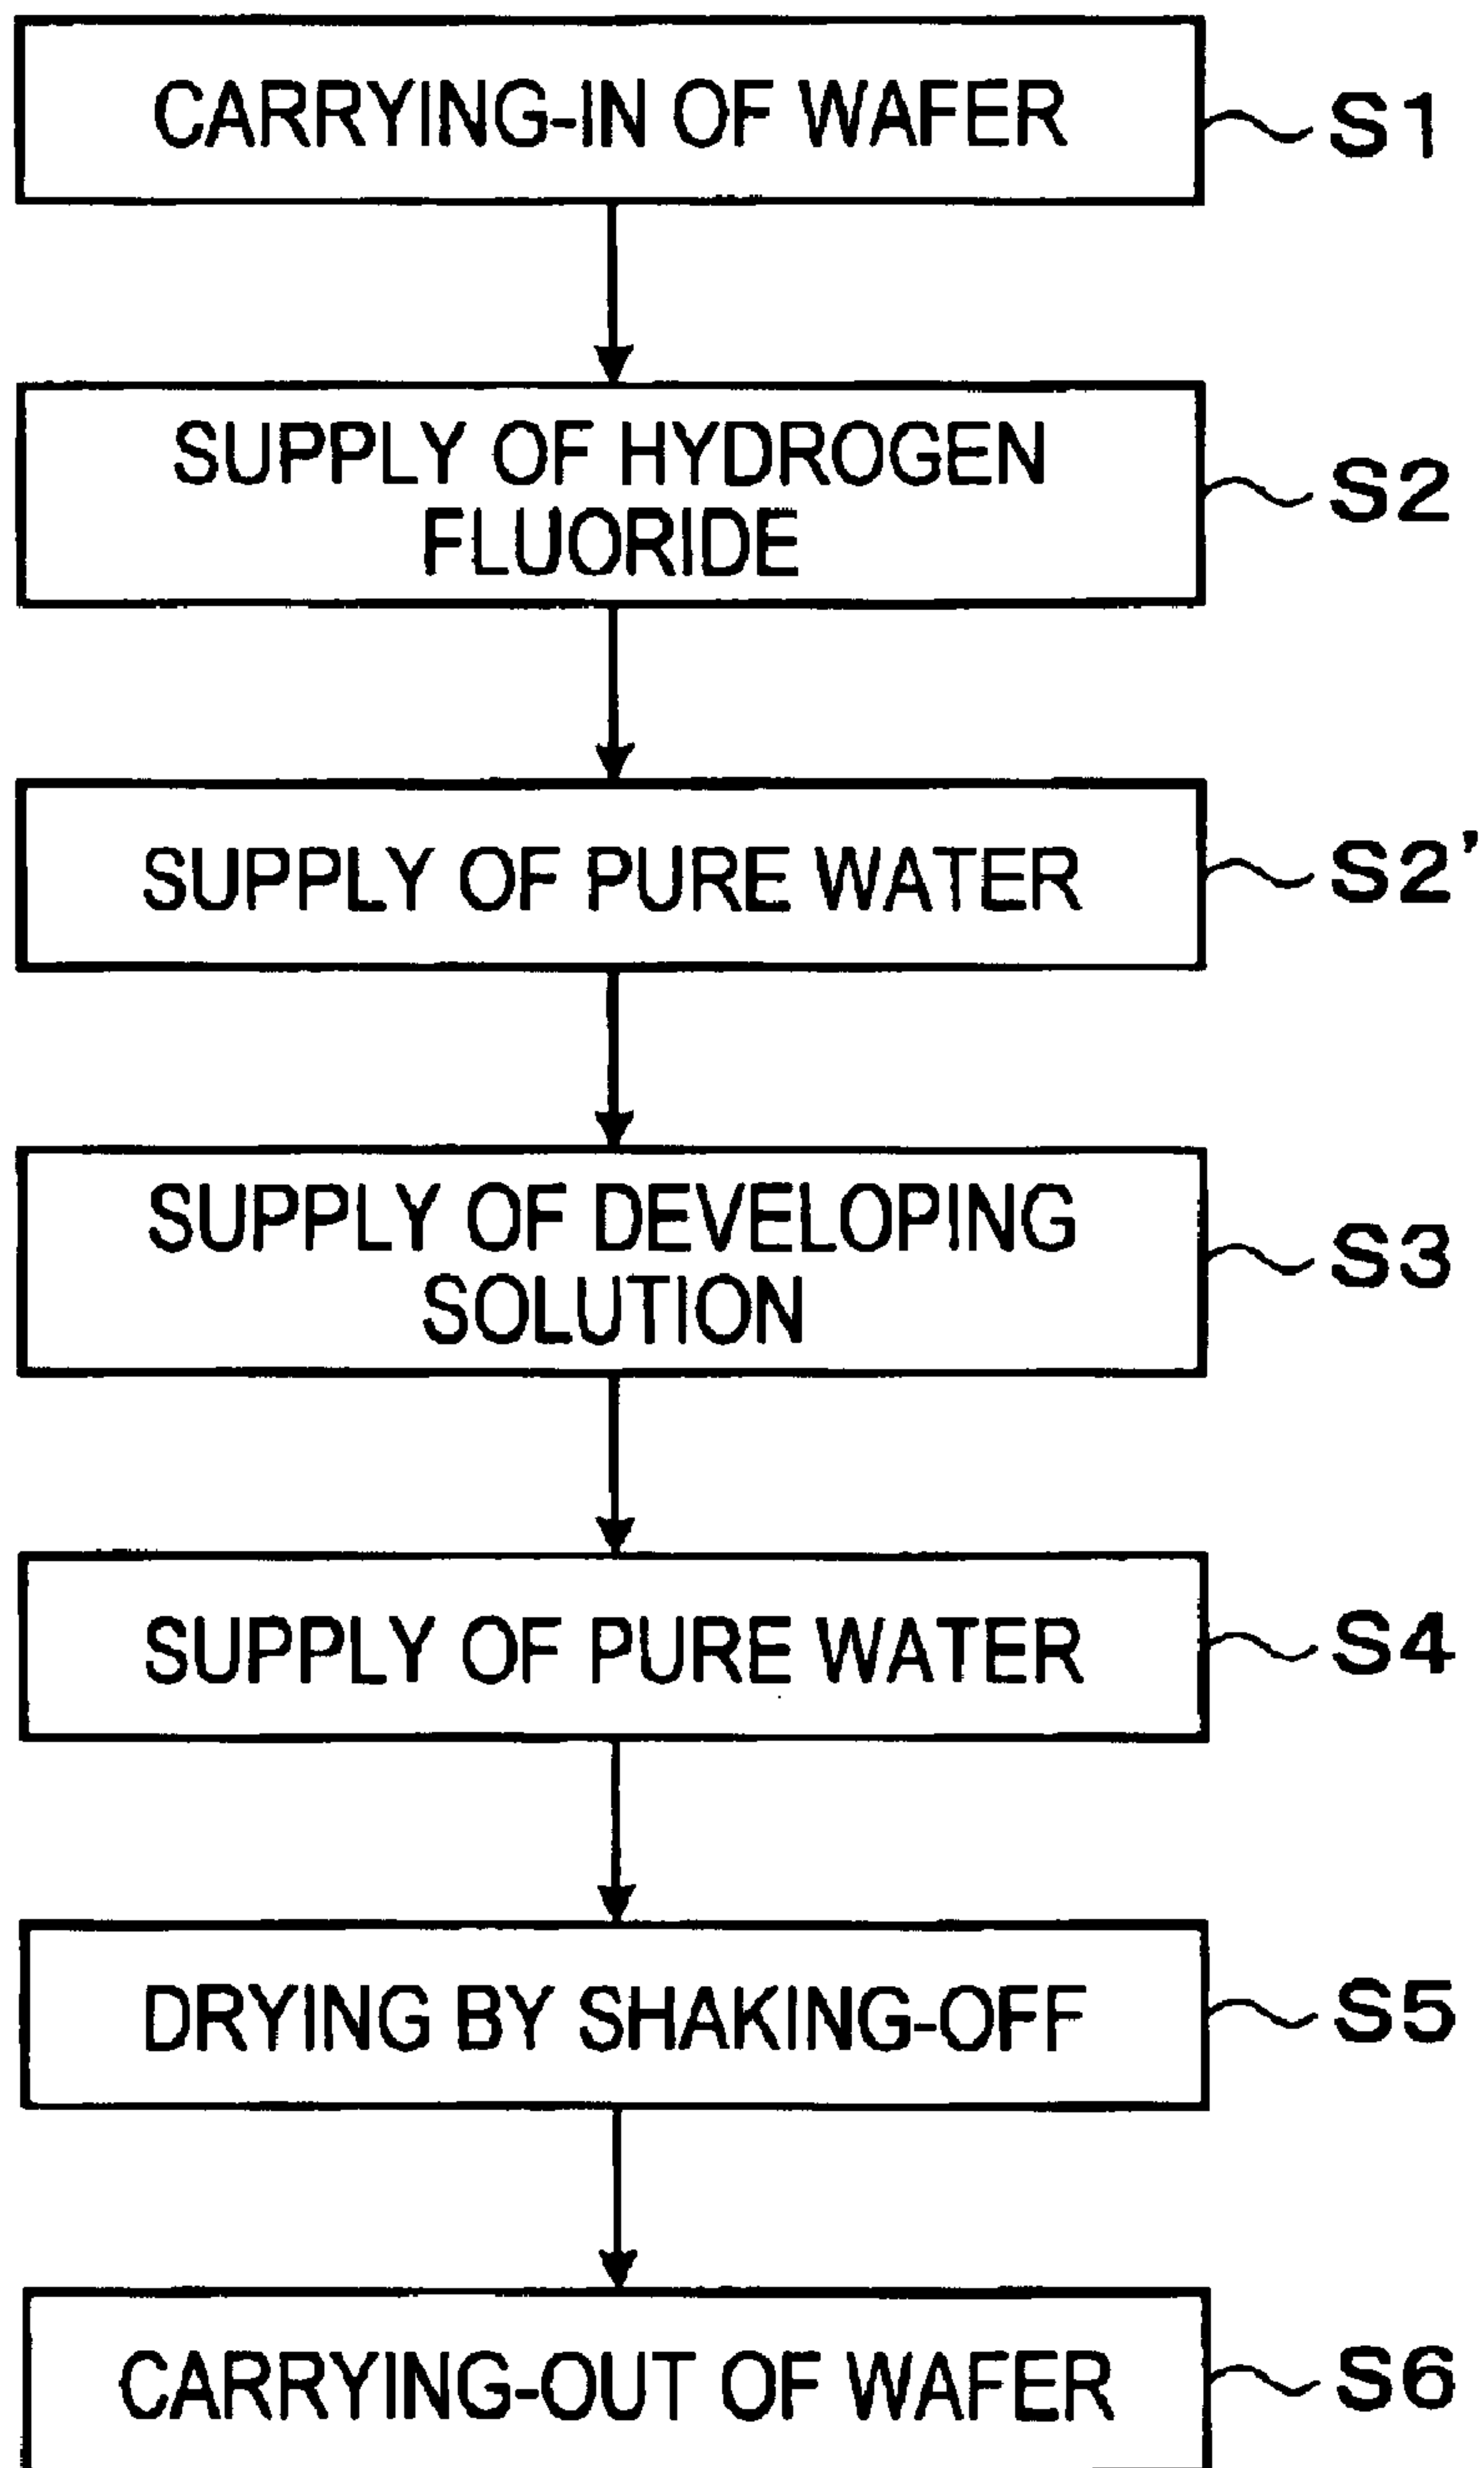 CARRYING-IN OF WAFER S1
SUPPLY OF HYDROGEN
FLUORIDE S2
SUPPLY OF PURE WATER S2'
SUPPLY OF DEVELOPING
SOLUTION S3
SUPPLY OF PURE WATER S4
DRYING BY SHAKING-OFF S5
CARRYING-OUT OF WAFER S6